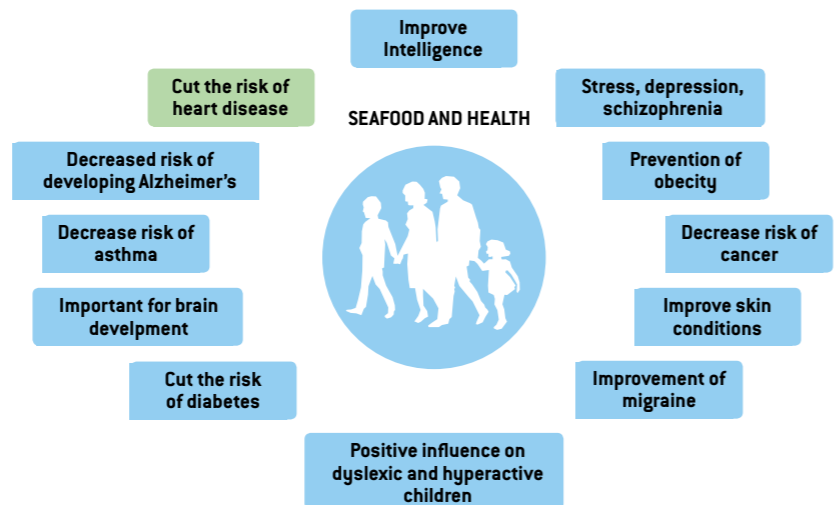 Improve
Intelligence
Cut the risk of
heart disease
Stress, depression,
schizophrenia
SEAFOOD AND HEALTH
Decreased risk of
developing Alzheimer's
Prevention of
obecity
Decrease risk of
asthma
Decrease risk of
cancer
Important for brain
develpment
Improve skin
conditions
Cut the risk
of diabetes
Improvement of
migraine
Positive influence on
dyslexic and hyperactive
children